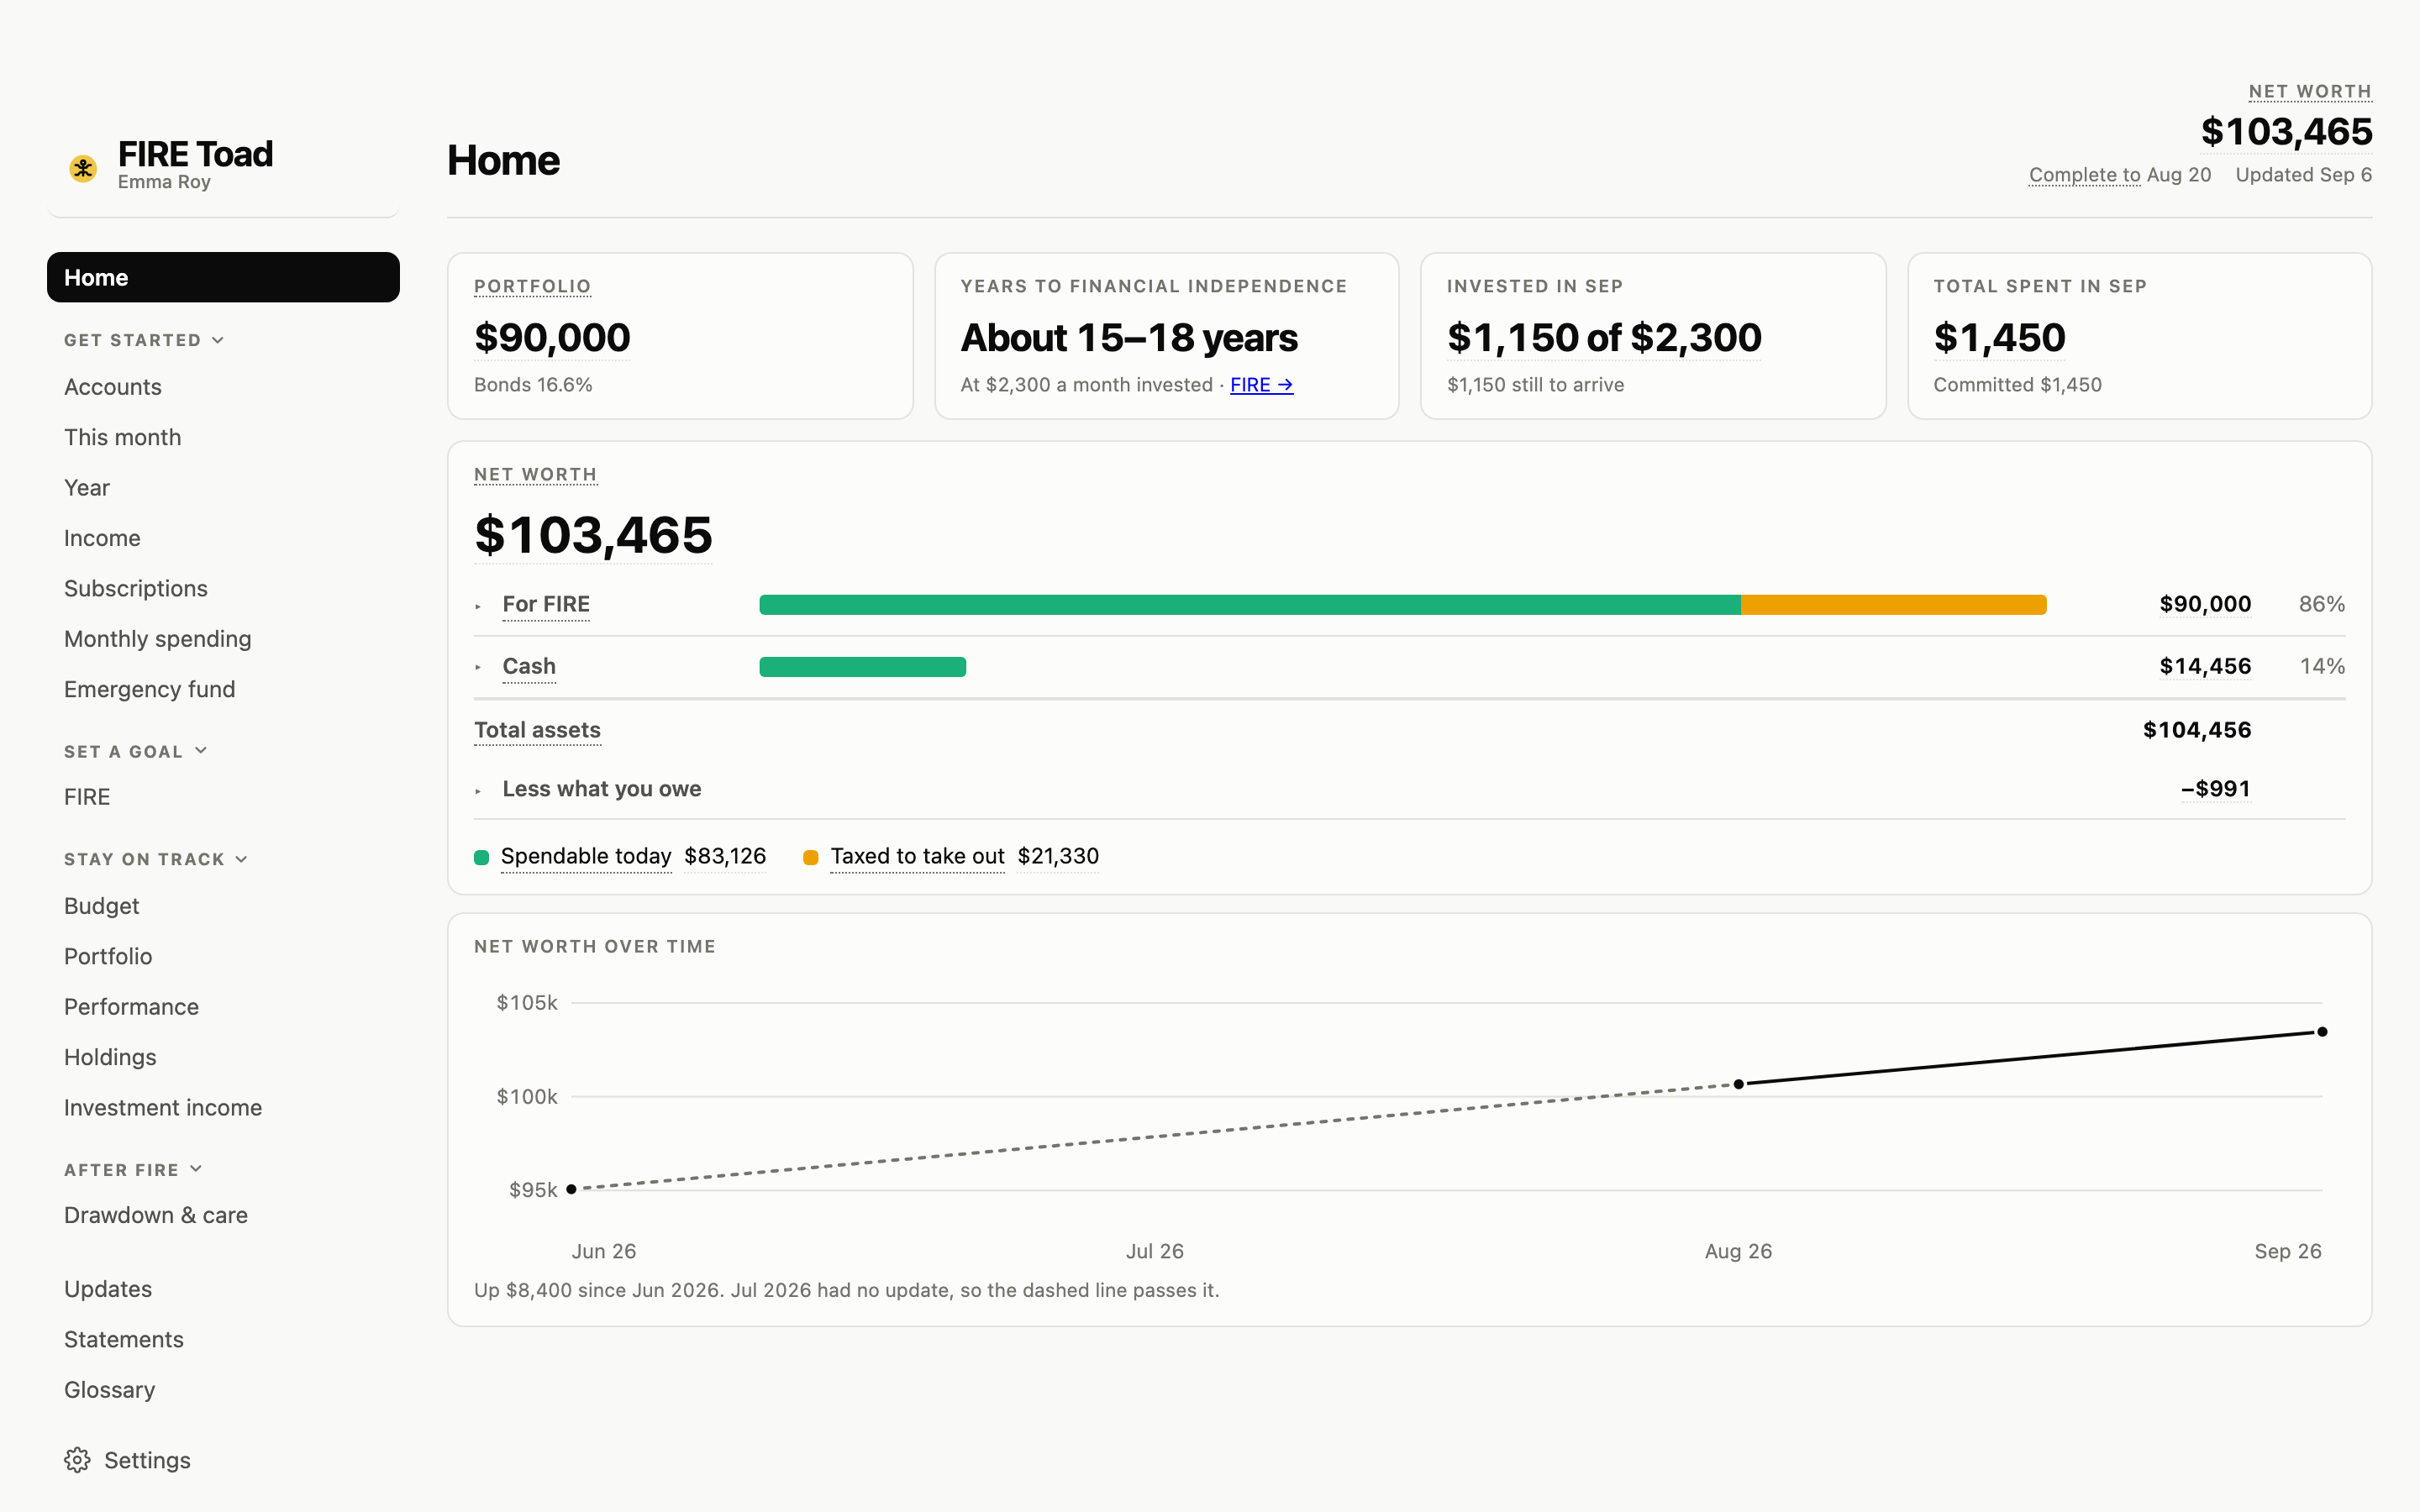 FIRE Toad
Emma Roy
Home
NET WORTH
$103,465
Complete to Aug 20 Updated Sep 6
Home
GET STARTED
Accounts
This month
Year
Income
Subscriptions
Monthly spending
Emergency fund
SET A GOAL
FIRE
STAY ON TRACK
Budget
Portfolio
Performance
Holdings
Investment income
AFTER FIRE
Drawdown & care
Updates
Statements
Glossary
Settings
PORTFOLIO
$90,000
Bonds 16.6%
YEARS TO FINANCIAL INDEPENDENCE
About 15–18 years
At $2,300 a month invested · FIRE →
INVESTED IN SEP
$1,150 of $2,300
$1,150 still to arrive
TOTAL SPENT IN SEP
$1,450
Committed $1,450
NET WORTH
$103,465
For FIRE $90,000 86%
Cash $14,456 14%
Total assets $104,456
Less what you owe –$991
Spendable today $83,126 Taxed to take out $21,330
NET WORTH OVER TIME
$105k
$100k
$95k
Jun 26 Jul 26 Aug 26 Sep 26
Up $8,400 since Jun 2026. Jul 2026 had no update, so the dashed line passes it.